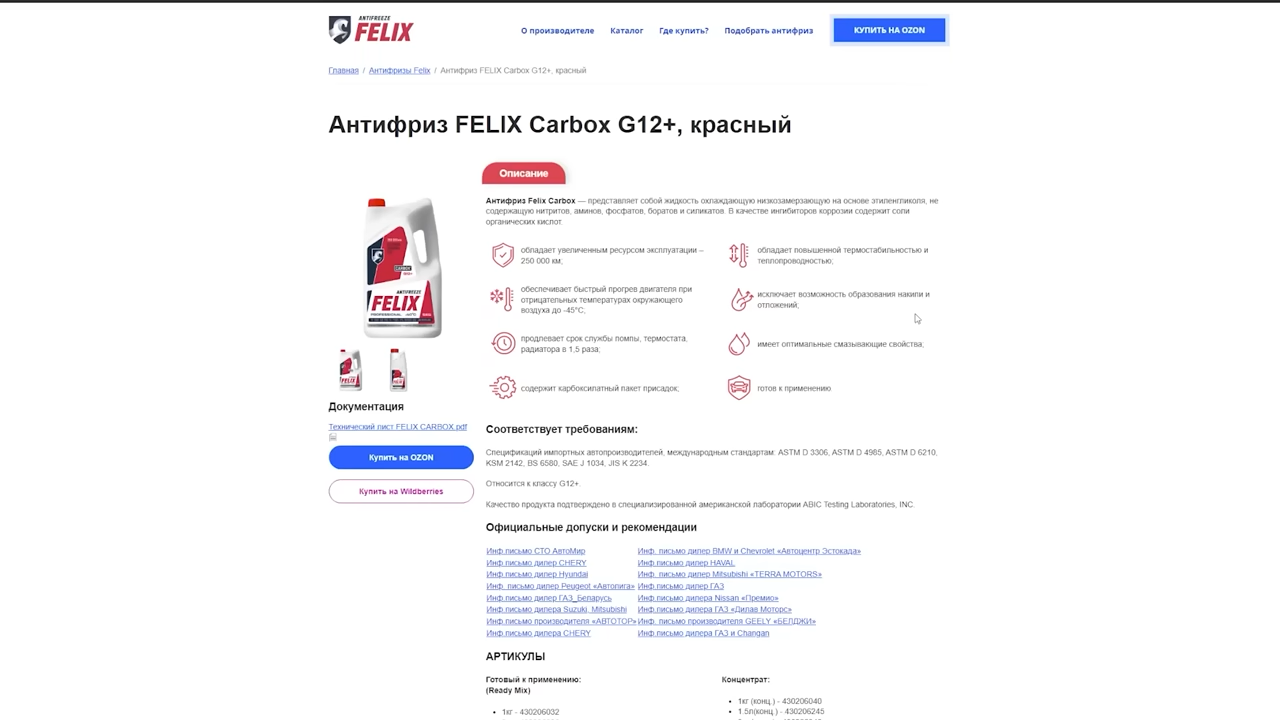 ANTIFREEZE
FELIX
О производителе
Каталог
Где купить?
Подобрать антифриз
КУПИТЬ НА OZON
Главная / Антифризы Felix / Антифриз FELIX Carbox G12+, красный
Антифриз FELIX Carbox G12+, красный
Описание
Антифриз Felix Carbox — представляет собой жидкость охлаждающую низкозамерзающую на основе этиленгликоля, не
содержащую нитритов, аминов, фосфатов, боратов и силикатов. В качестве ингибиторов коррозии содержит соли
органических кислот.
обладает увеличенным ресурсом эксплуатации –
250 000 км;
обладает повышенной термостабильностью и
теплопроводностью;
обеспечивает быстрый прогрев двигателя при
отрицательных температурах окружающего
воздуха до -45°С;
исключает возможность образования накипи и
отложений;
продлевает срок службы помпы, термостата,
радиатора в 1,5 раза;
имеет оптимальные смазывающие свойства;
содержит карбоксилатный пакет присадок;
готов к применению
CARBOX
ANTIFREEZE
FELIX
PROFESSIONAL
FELIX
FELIX
Документация
Технический лист FELIX CARBOX.pdf
Купить на OZON
Купить на Wildberries
Соответствует требованиям:
Спецификаций импортных автопроизводителей, международным стандартам: ASTM D 3306, ASTM D 4985, ASTM D 6210,
KSM 2142, BS 6580, SAE J 1034, JIS K 2234.
Относится к классу G12+.
Качество продукта подтверждено в специализированной американской лаборатории ABIC Testing Laboratories, INC.
Официальные допуски и рекомендации
Инф.письмо СТО АвтоМир
Инф.письмо дилер CHERY
Инф.письмо дилер Hyundai
Инф. письмо дилер Peugeot «Автолига»
Инф.письмо дилер ГАЗ_Беларусь
Инф.письмо дилера Suzuki, Mitsubishi
Инф.письмо производителя «АВТОТОР»
Инф.письмо дилера CHERY
Инф. письмо дилер BMW и Chevrolet «Автоцентр Эстокада»
Инф.письмо дилер HAVAL
Инф. письмо дилер Mitsubishi «TERRA MOTORS»
Инф.письмо дилер ГАЗ
Инф.письмо дилера Nissan «Премио»
Инф.письмо дилера ГАЗ «Дилав Моторс»
Инф. письмо производителя GEELY «БЕЛДЖИ»
Инф.письмо дилера ГАЗ и Changan
АРТИКУЛЫ
Готовый к применению:
(Ready Mix)
• 1кг - 430206032
Концентрат:
• 1кг (конц.) - 430206040
• 1.5л(конц.) - 430206245